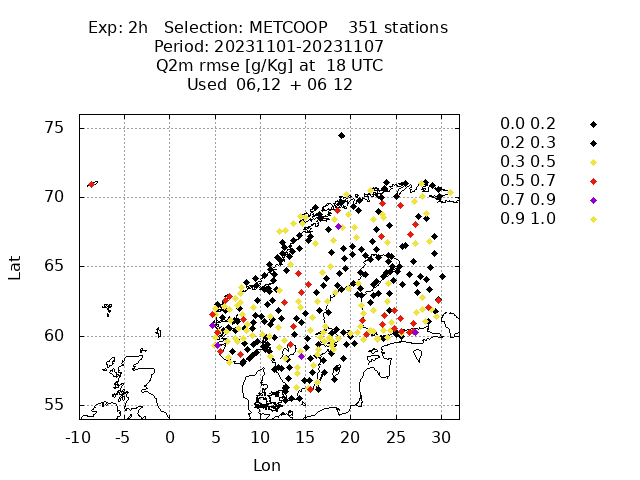 Exp: 2h   Selection: METCOOP    351 stations
Period: 20231101-20231107
Q2m rmse [g/Kg] at  18 UTC
Used  06,12  + 06 12
0.0 0.2
0.2 0.3
0.3 0.5
0.5 0.7
0.7 0.9
0.9 1.0
75
70
65
60
55
Lat
-10 -5 0 5 10 15 20 25 30
Lon